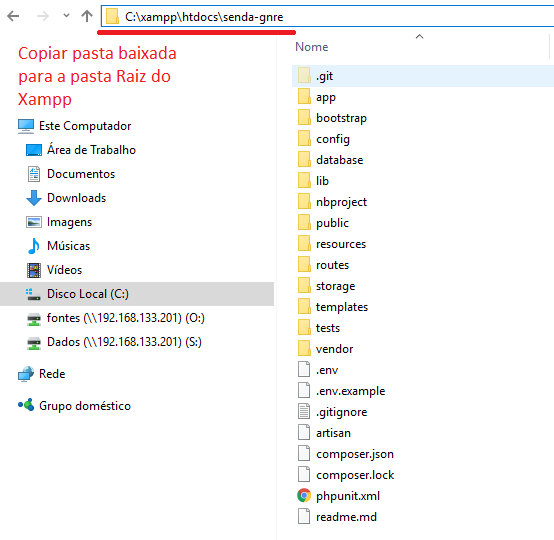 C:\xampp\htdocs\senda-gnre
Copiar pasta baixada
para a pasta Raiz do
Xampp
Este Computador
Área de Trabalho
Documentos
Downloads
Imagens
Músicas
Vídeos
Disco Local (C:)
fontes (\\192.168.133.201) (O:)
Dados (\\192.168.133.201) (S:)
Rede
Grupo doméstico
Nome
.git
app
bootstrap
config
database
lib
nbproject
public
resources
routes
storage
templates
tests
vendor
.env
.env.example
.gitignore
artisan
composer.json
composer.lock
phpunit.xml
readme.md